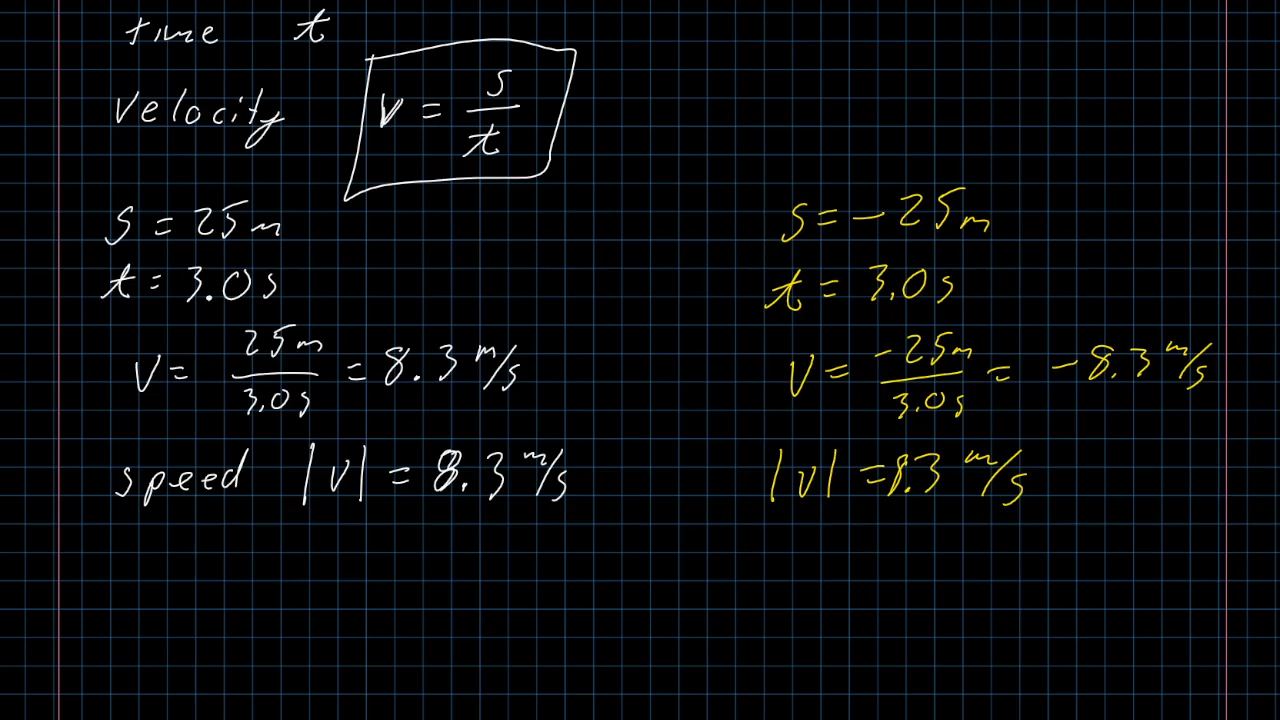 time t
velocity v = s/t
s = 25m
t = 3.0s
v = 25m/3.0s = 8.3 m/s
speed |v| = 8.3 m/s
s = -25m
t = 3.0s
v = -25m/3.0s = -8.3 m/s
|v| = 8.3 m/s